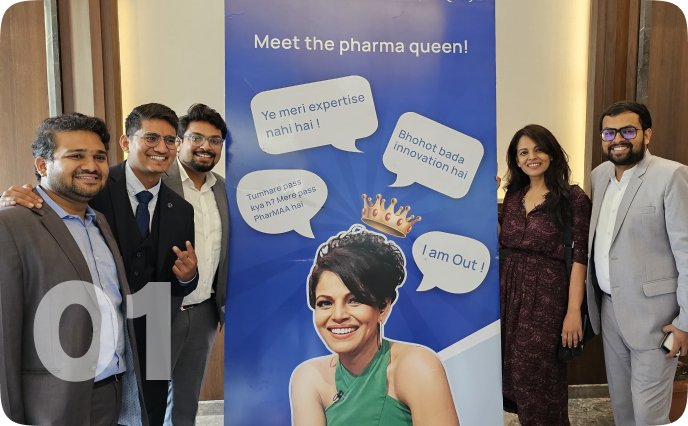 Meet the pharma queen!
Ye meri expertise
nahi hai !
Bhohot bada
innovation hai
Tumhare pass
kya h? Mere pass
PharMAA hai
I am Out !
01